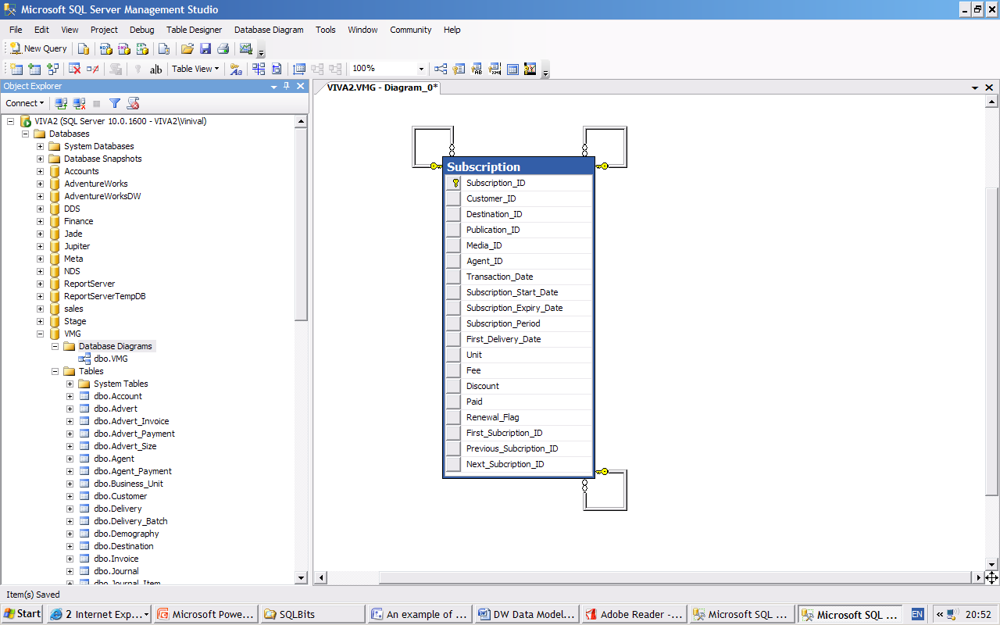 Microsoft SQL Server Management Studio
File Edit View Project Debug Table Designer Database Diagram Tools Window Community Help
New Query
ab Table View 100%
Object Explorer
VIVA2.VMG - Diagram_0*
Connect
VIVA2 (SQL Server 10.0.1600 - VIVA2\Vinival)
Databases
System Databases
Database Snapshots
Accounts
AdventureWorks
AdventureWorksDW
DDS
Finance
Jade
Jupiter
Meta
NDS
ReportServer
ReportServerTempDB
sales
Stage
VMG
Database Diagrams
dbo.VMG
Tables
System Tables
dbo.Account
dbo.Advert
dbo.Advert_Invoice
dbo.Advert_Payment
dbo.Advert_Size
dbo.Agent
dbo.Agent_Payment
dbo.Business_Unit
dbo.Customer
dbo.Delivery
dbo.Delivery_Batch
dbo.Demography
dbo.Destination
dbo.Invoice
dbo.Journal
dbo.Journal_Item
Subscription
Subscription_ID
Customer_ID
Destination_ID
Publication_ID
Media_ID
Agent_ID
Transaction_Date
Subscription_Start_Date
Subscription_Expiry_Date
Subscription_Period
First_Delivery_Date
Unit
Fee
Discount
Paid
Renewal_Flag
First_Subcription_ID
Previous_Subcription_ID
Next_Subcription_ID
Item(s) Saved
Start 2 Internet Exp... Microsoft Powe... SQLBits An example of ... DW Data Model... Adobe Reader -... Microsoft SQL ... Microsoft SQL ... EN « 20:52